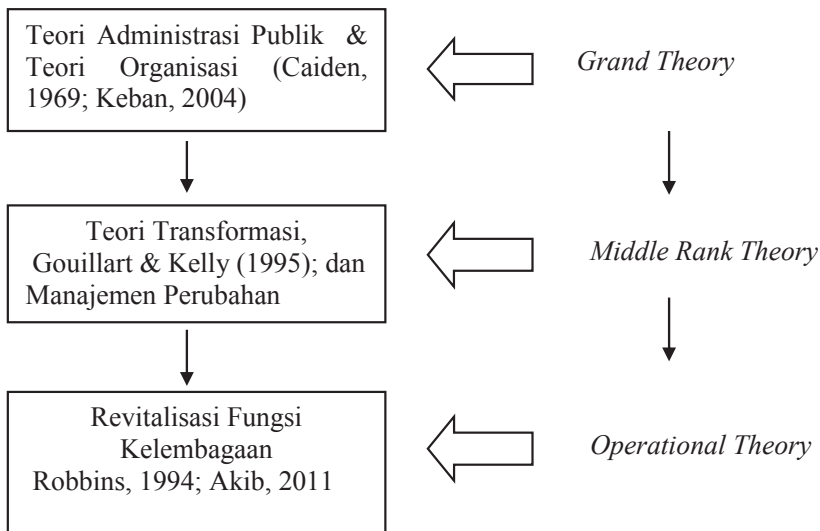 Teori Administrasi Publik &
Teori Organisasi (Caiden,
1969; Keban, 2004)
Grand Theory
Teori Transformasi,
Gouillart & Kelly (1995); dan
Manajemen Perubahan
Middle Rank Theory
Revitalisasi Fungsi
Kelembagaan
Robbins, 1994; Akib, 2011
Operational Theory